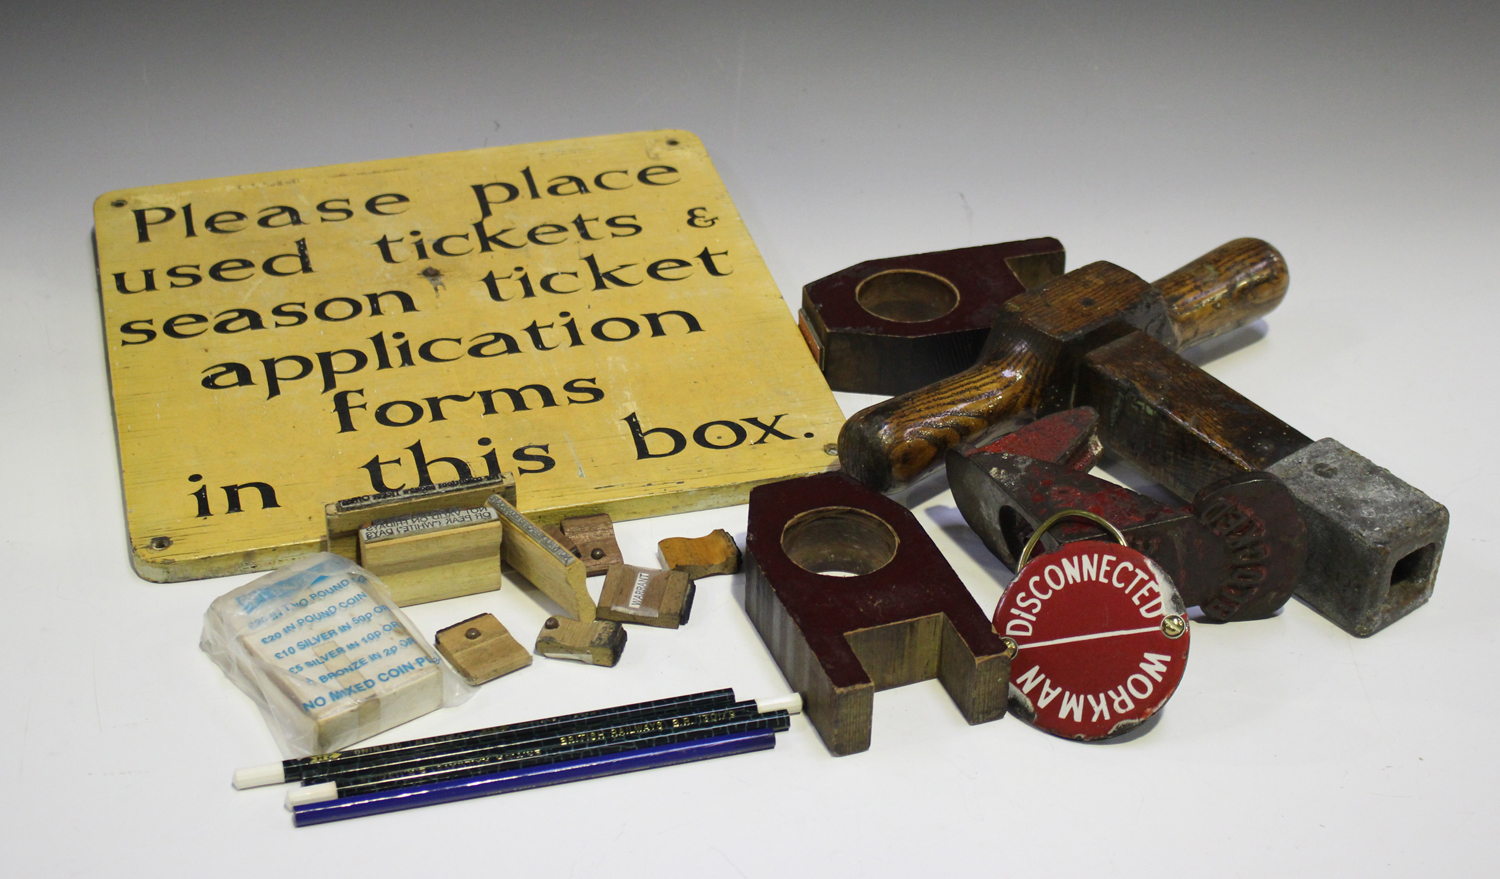 Please place
used tickets &
season ticket
application
forms
in this box.
WARRANT
£20 IN POUND COIN
£10 SILVER IN 50p OR
£5 SILVER IN 10p OR
BRONZE IN 2p OR
NO MIXED COIN PL
BRITISH RAILWAYS B.R.
DISCONNECTED
WORKMAN